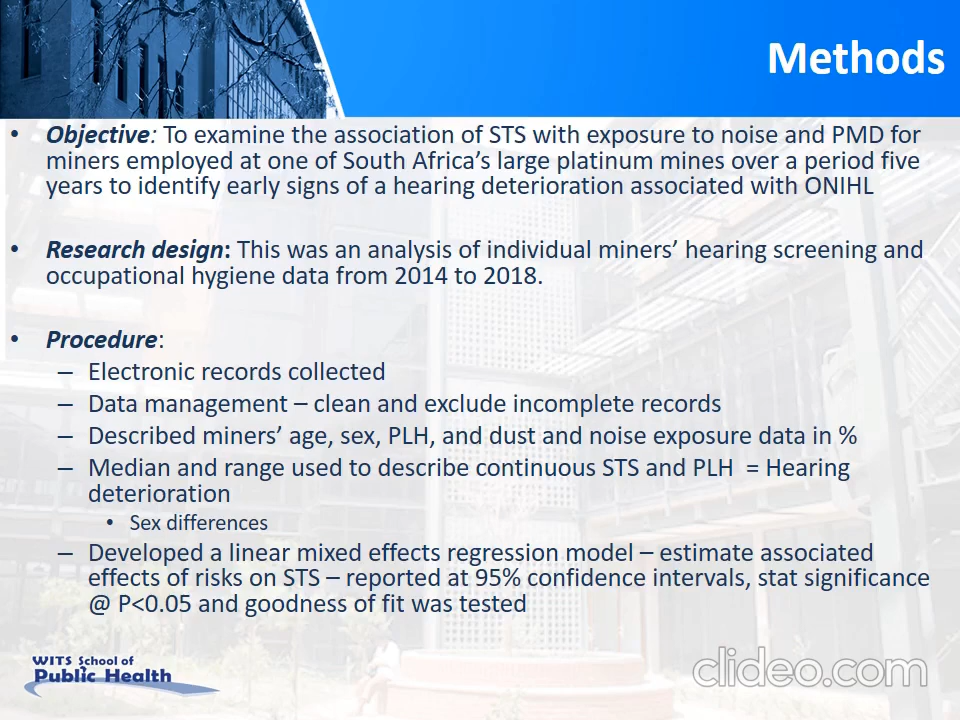 Methods
• Objective: To examine the association of STS with exposure to noise and PMD for
miners employed at one of South Africa's large platinum mines over a period five
years to identify early signs of a hearing deterioration associated with ONIHL
• Research design: This was an analysis of individual miners' hearing screening and
occupational hygiene data from 2014 to 2018.
• Procedure:
– Electronic records collected
– Data management – clean and exclude incomplete records
– Described miners' age, sex, PLH, and dust and noise exposure data in %
– Median and range used to describe continuous STS and PLH = Hearing
deterioration
• Sex differences
– Developed a linear mixed effects regression model – estimate associated
effects of risks on STS – reported at 95% confidence intervals, stat significance
@ P<0.05 and goodness of fit was tested
WITS School of
Public Health
clideo.com